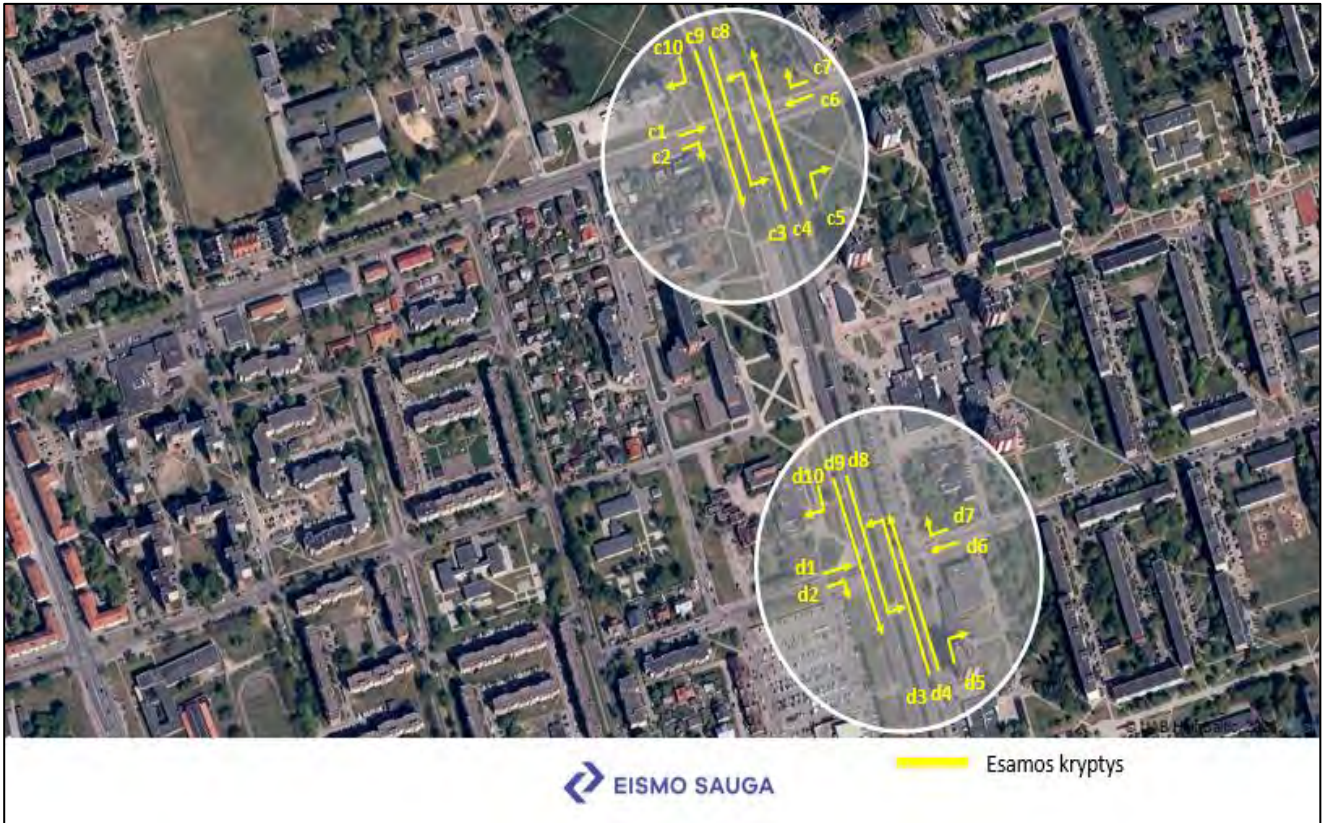 c9 c8
c10
c7
c6
c1
c2
c5
c3 c4
d9 d8
d10
d7
d6
d1
d2
d5
d3 d4
Esamos kryptys
EISMO SAUGA